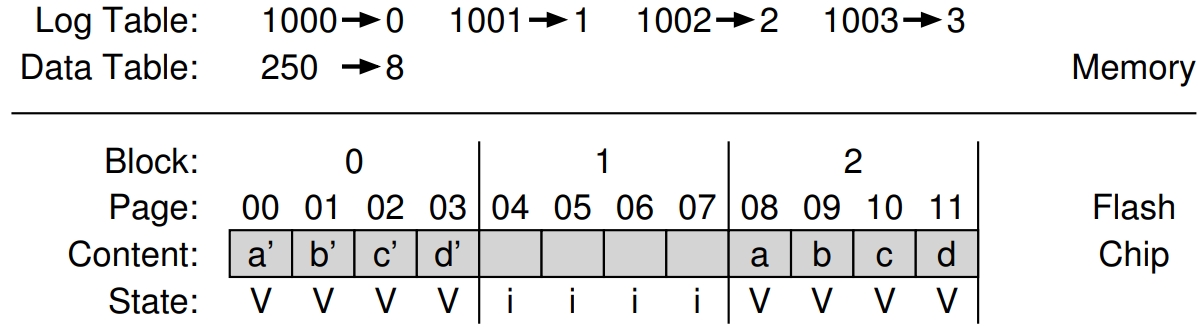 Log Table: 1000→0 1001→1 1002→2 1003→3
Data Table: 250 →8 Memory
Block: 0 1 2
Page: 00 01 02 03 04 05 06 07 08 09 10 11 Flash
Content: a’ b’ c’ d’ a b c d Chip
State: V V V V i i i i V V V V